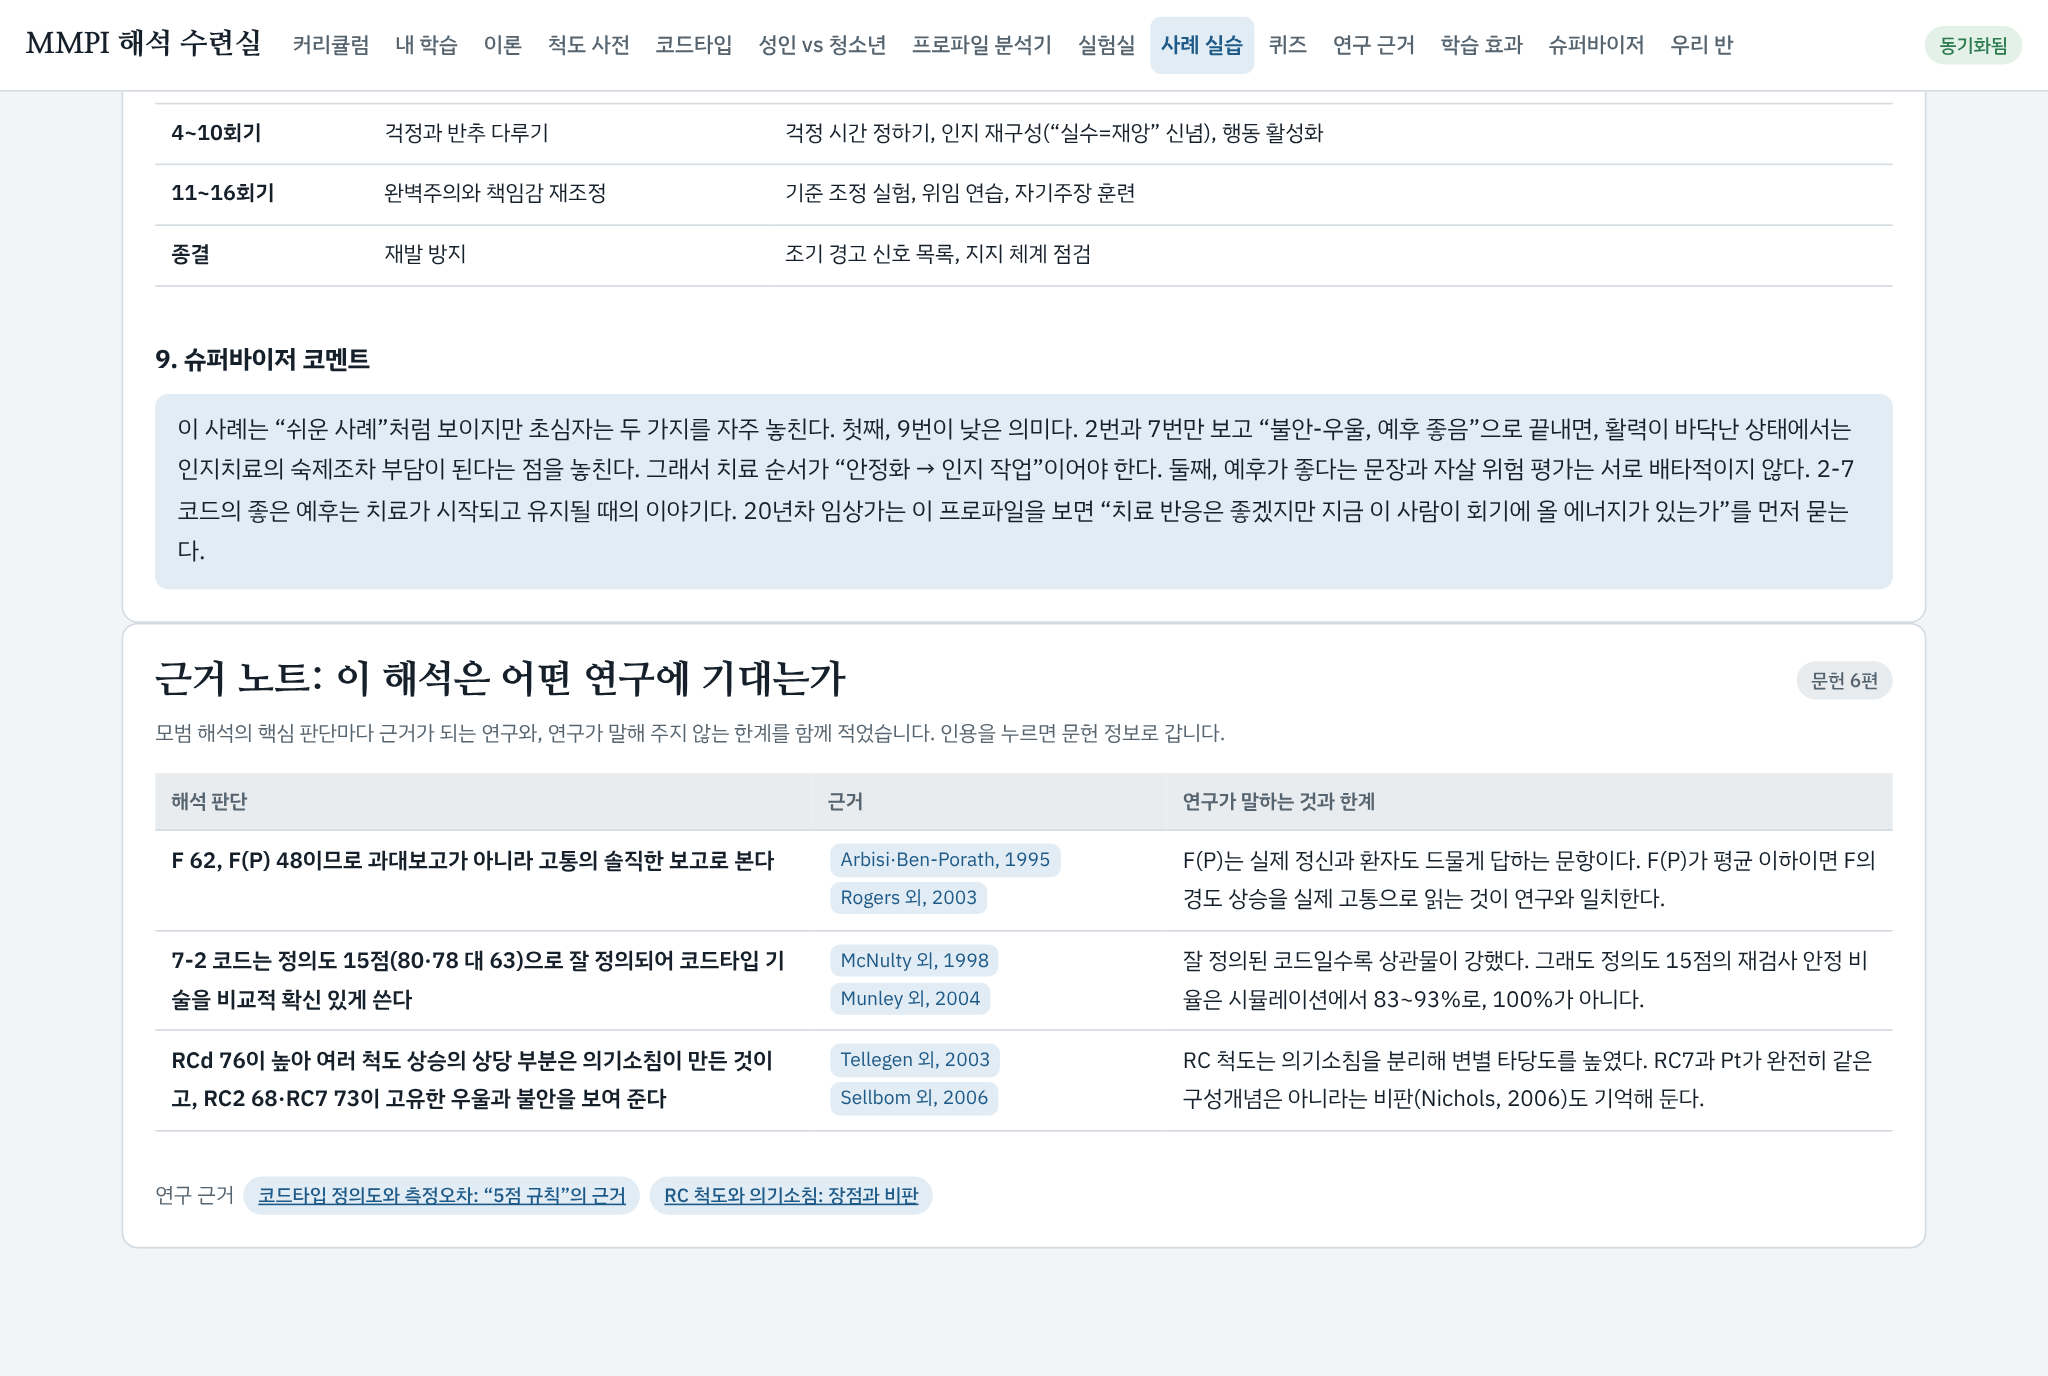 MMPI 해석 수련실 커리큘럼 내 학습 이론 척도 사전 코드타입 성인 vs 청소년 프로파일 분석기 실험실 사례 실습 퀴즈 연구 근거 학습 효과 슈퍼바이저 우리 반 동기화됨
4~10회기 걱정과 반추 다루기 걱정 시간 정하기, 인지 재구성(“실수=재앙” 신념), 행동 활성화
11~16회기 완벽주의와 책임감 재조정 기준 조정 실험, 위임 연습, 자기주장 훈련
종결 재발 방지 조기 경고 신호 목록, 지지 체계 점검
9. 슈퍼바이저 코멘트
이 사례는 “쉬운 사례”처럼 보이지만 초심자는 두 가지를 자주 놓친다. 첫째, 9번이 낮은 의미다. 2번과 7번만 보고 “불안-우울, 예후 좋음”으로 끝내면, 활력이 바닥난 상태에서는
인지치료의 숙제조차 부담이 된다는 점을 놓친다. 그래서 치료 순서가 “안정화 → 인지 작업”이어야 한다. 둘째, 예후가 좋다는 문장과 자살 위험 평가는 서로 배타적이지 않다. 2-7
코드의 좋은 예후는 치료가 시작되고 유지될 때의 이야기다. 20년차 임상가는 이 프로파일을 보면 “치료 반응은 좋겠지만 지금 이 사람이 회기에 올 에너지가 있는가”를 먼저 묻는
다.
근거 노트: 이 해석은 어떤 연구에 기대는가 문헌 6편
모범 해석의 핵심 판단마다 근거가 되는 연구와, 연구가 말해 주지 않는 한계를 함께 적었습니다. 인용을 누르면 문헌 정보로 갑니다.
해석 판단 근거 연구가 말하는 것과 한계
F 62, F(P) 48이므로 과대보고가 아니라 고통의 솔직한 보고로 본다
Arbisi·Ben-Porath, 1995
Rogers 외, 2003
F(P)는 실제 정신과 환자도 드물게 답하는 문항이다. F(P)가 평균 이하이면 F의
경도 상승을 실제 고통으로 읽는 것이 연구와 일치한다.
7-2 코드는 정의도 15점(80·78 대 63)으로 잘 정의되어 코드타입 기
술을 비교적 확신 있게 쓴다
McNulty 외, 1998
Munley 외, 2004
잘 정의된 코드일수록 상관물이 강했다. 그래도 정의도 15점의 재검사 안정 비
율은 시뮬레이션에서 83~93%로, 100%가 아니다.
RCd 76이 높아 여러 척도 상승의 상당 부분은 의기소침이 만든 것이
고, RC2 68·RC7 73이 고유한 우울과 불안을 보여 준다
Tellegen 외, 2003
Sellbom 외, 2006
RC 척도는 의기소침을 분리해 변별 타당도를 높였다. RC7과 Pt가 완전히 같은
구성개념은 아니라는 비판(Nichols, 2006)도 기억해 둔다.
연구 근거 코드타입 정의도와 측정오차: “5점 규칙”의 근거 RC 척도와 의기소침: 장점과 비판